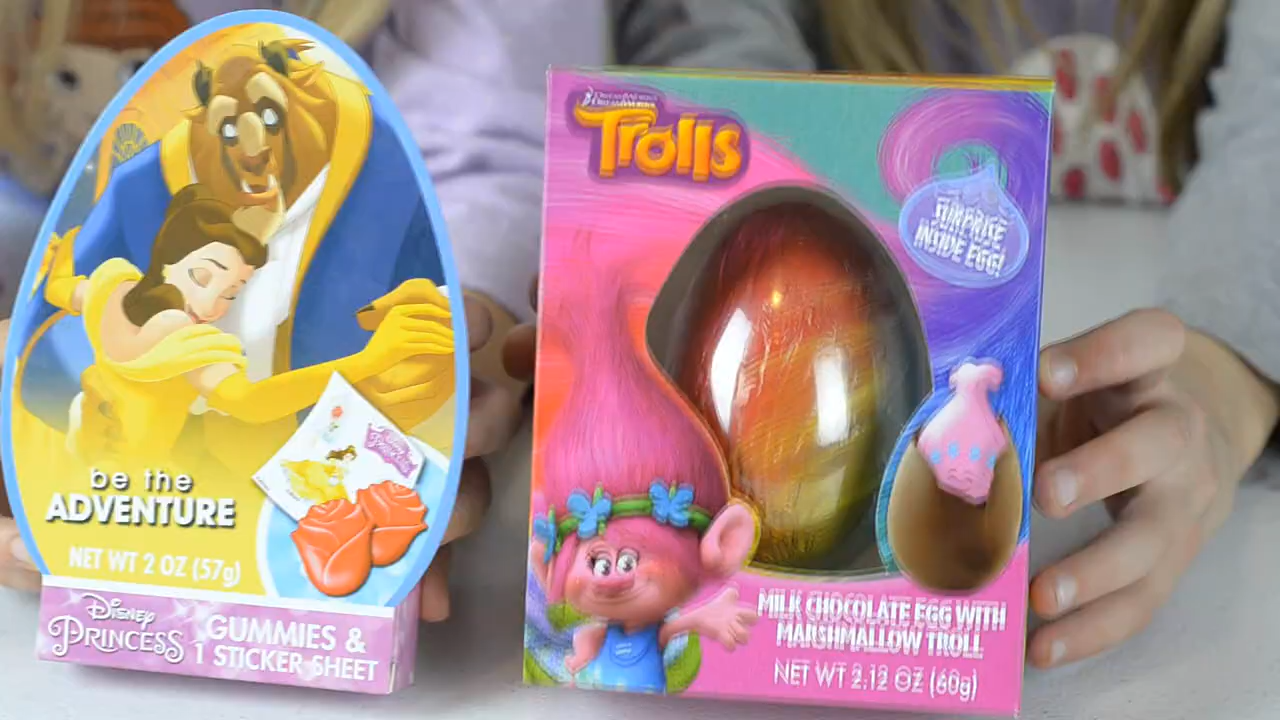 be the
ADVENTURE
NET WT 2 OZ (57g)
Disney
PRINCESS
GUMMIES &
1 STICKER SHEET
DREAMWORKS
Trolls
SURPRISE
INSIDE EGG!
MILK CHOCOLATE EGG WITH
MARSHMALLOW TROLL
NET WT 2.12 OZ (60g)